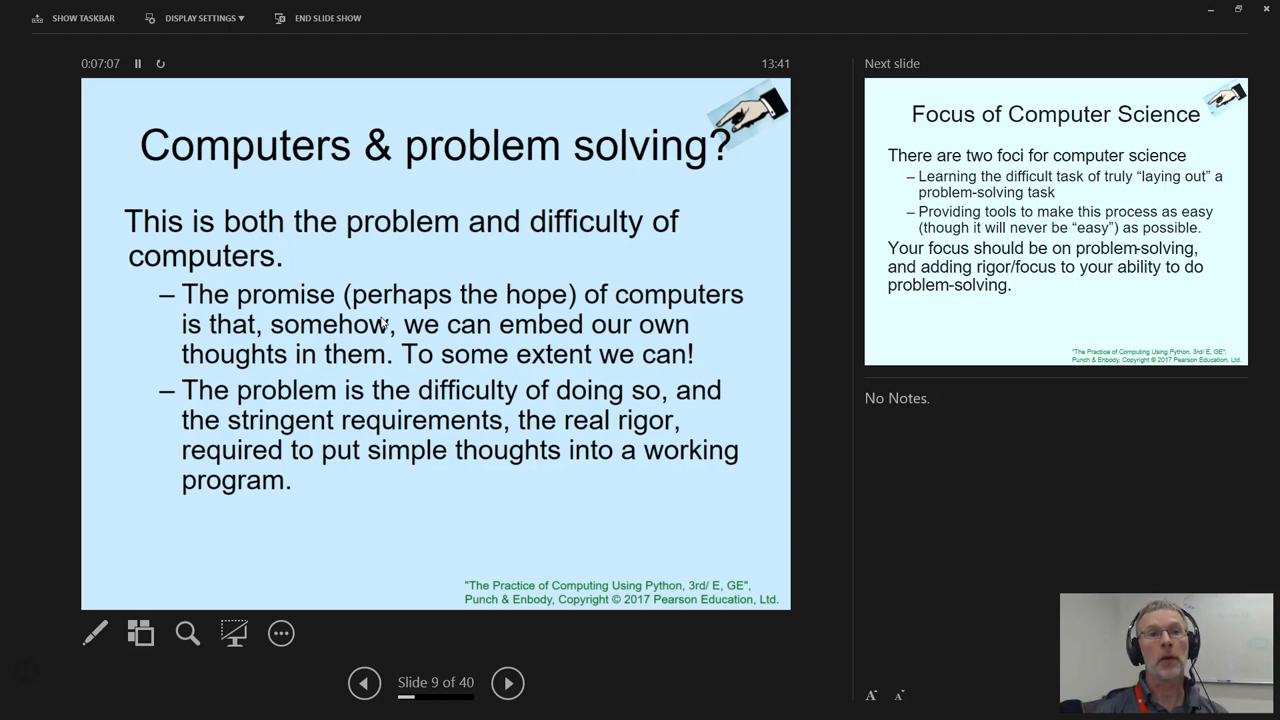 SHOW TASKBAR
DISPLAY SETTINGS ▼
END SLIDE SHOW
0:07:07
13:41
Computers & problem solving?
This is both the problem and difficulty of
computers.
– The promise (perhaps the hope) of computers
is that, somehow, we can embed our own
thoughts in them. To some extent we can!
– The problem is the difficulty of doing so, and
the stringent requirements, the real rigor,
required to put simple thoughts into a working
program.
"The Practice of Computing Using Python, 3rd/ E, GE",
Punch & Enbody, Copyright © 2017 Pearson Education, Ltd.
Slide 9 of 40
Next slide
Focus of Computer Science
There are two foci for computer science
– Learning the difficult task of truly “laying out” a
problem-solving task
– Providing tools to make this process as easy
(though it will never be “easy”) as possible.
Your focus should be on problem-solving,
and adding rigor/focus to your ability to do
problem-solving.
"The Practice of Computing Using Python, 3rd/ E, GE",
Punch & Enbody, Copyright © 2017 Pearson Education, Ltd.
No Notes.
A A